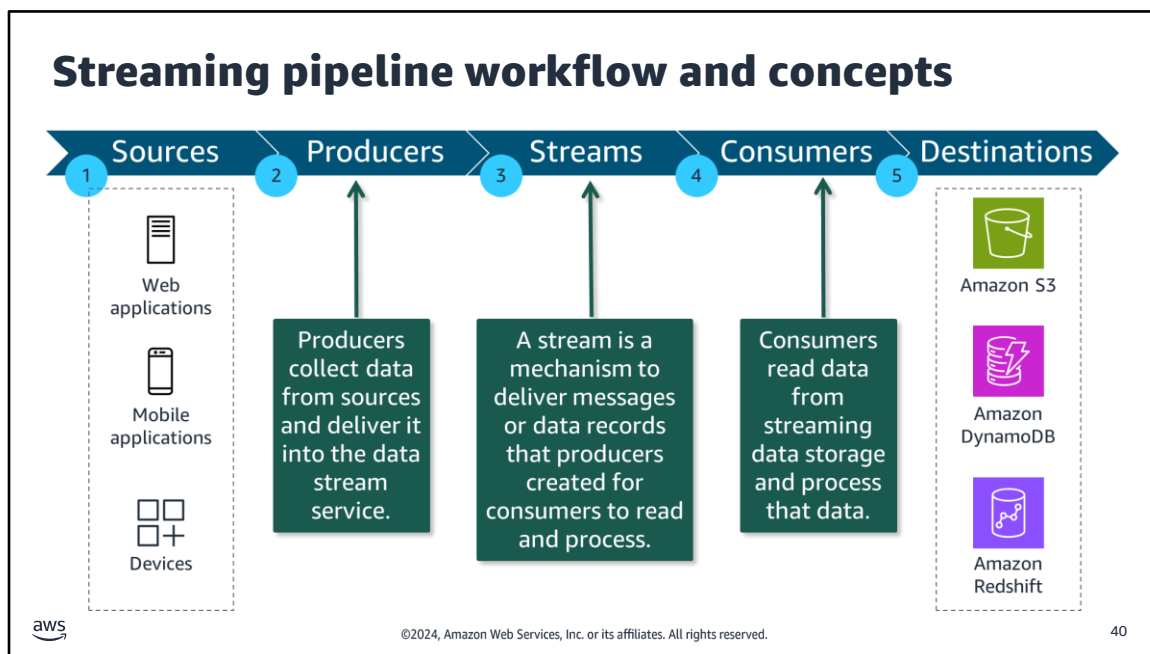 Streaming pipeline workflow and concepts
Sources
Producers
Streams
Consumers
Destinations
1
2
3
4
5
Web
applications
Mobile
applications
Devices
Producers
collect data
from sources
and deliver it
into the data
stream
service.
A stream is a
mechanism to
deliver messages
or data records
that producers
created for
consumers to read
and process.
Consumers
read data
from
streaming
data storage
and process
that data.
Amazon S3
Amazon
DynamoDB
Amazon
Redshift
aws
©2024, Amazon Web Services, Inc. or its affiliates. All rights reserved.
40